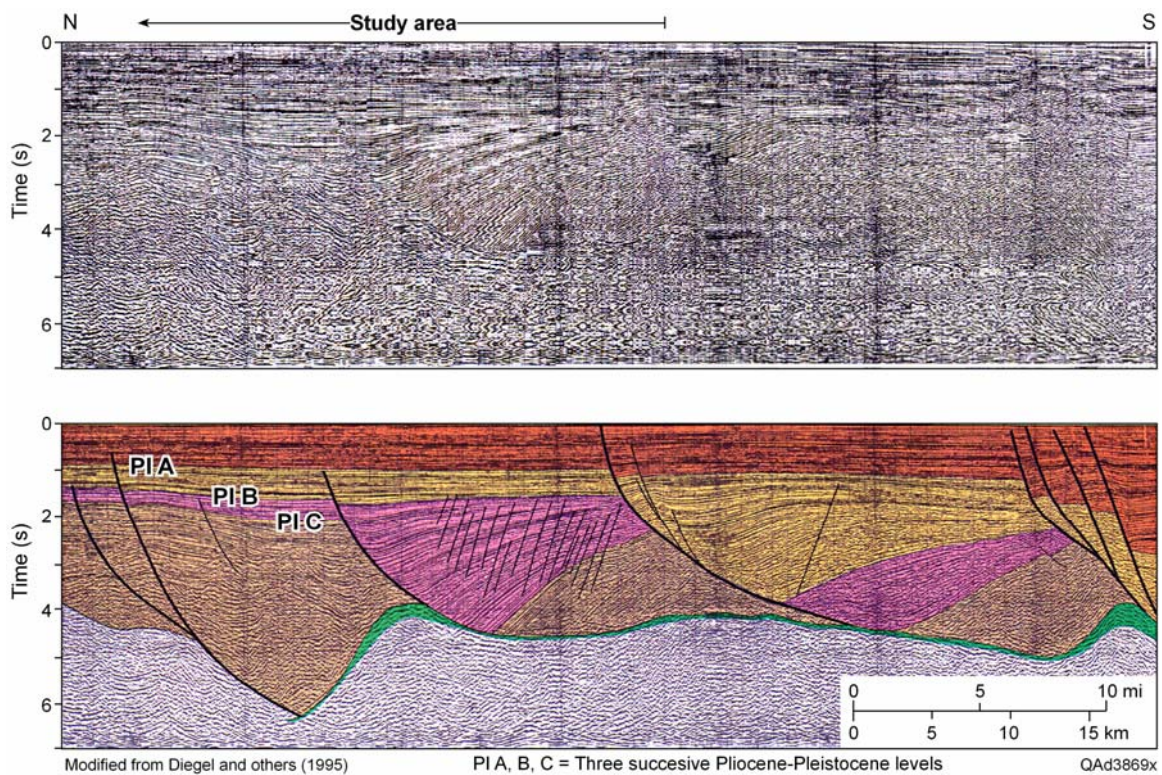 N
Study area
S
0
2
4
6
Time (s)
0
2
4
6
Time (s)
Pl A
Pl B
Pl C
0 5 10 mi
0 5 10 15 km
Modified from Diegel and others (1995)
Pl A, B, C = Three succesive Pliocene-Pleistocene levels
QAd3869x